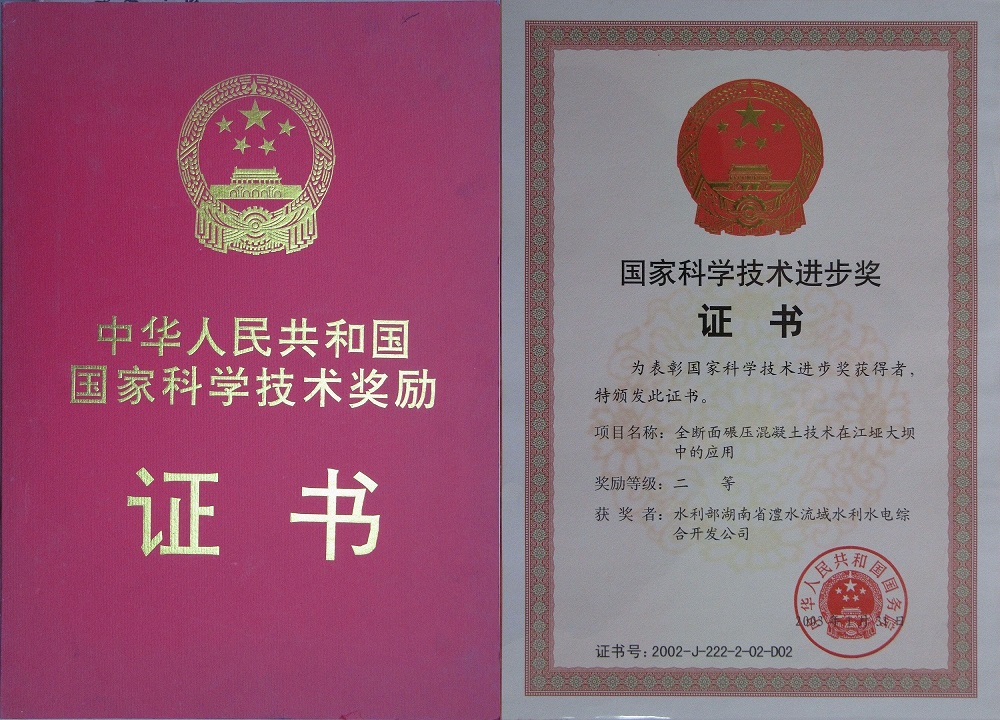 中华人民共和国
国家科学技术奖励
证 书
国家科学技术进步奖
证 书
为表彰国家科学技术进步奖获得者，
特颁发此证书。
项目名称：全断面碾压混凝土技术在江垭大坝
中的应用
奖励等级：二 等
获 奖 者：水利部湖南省澧水流域水利水电综
合开发公司
中华人民共和国国务院
证书号：2002-J-222-2-02-D02